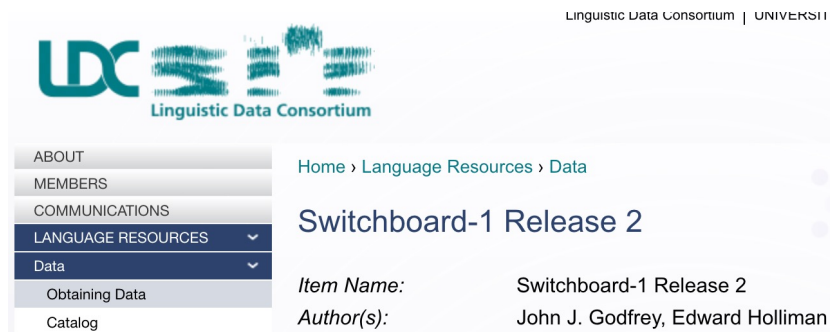 Linguistic Data Consortium | UNIVERSIT
LDC
Linguistic Data Consortium
ABOUT
MEMBERS
COMMUNICATIONS
LANGUAGE RESOURCES
Data
Obtaining Data
Catalog
Home › Language Resources › Data
Switchboard-1 Release 2
Item Name: Switchboard-1 Release 2
Author(s): John J. Godfrey, Edward Holliman